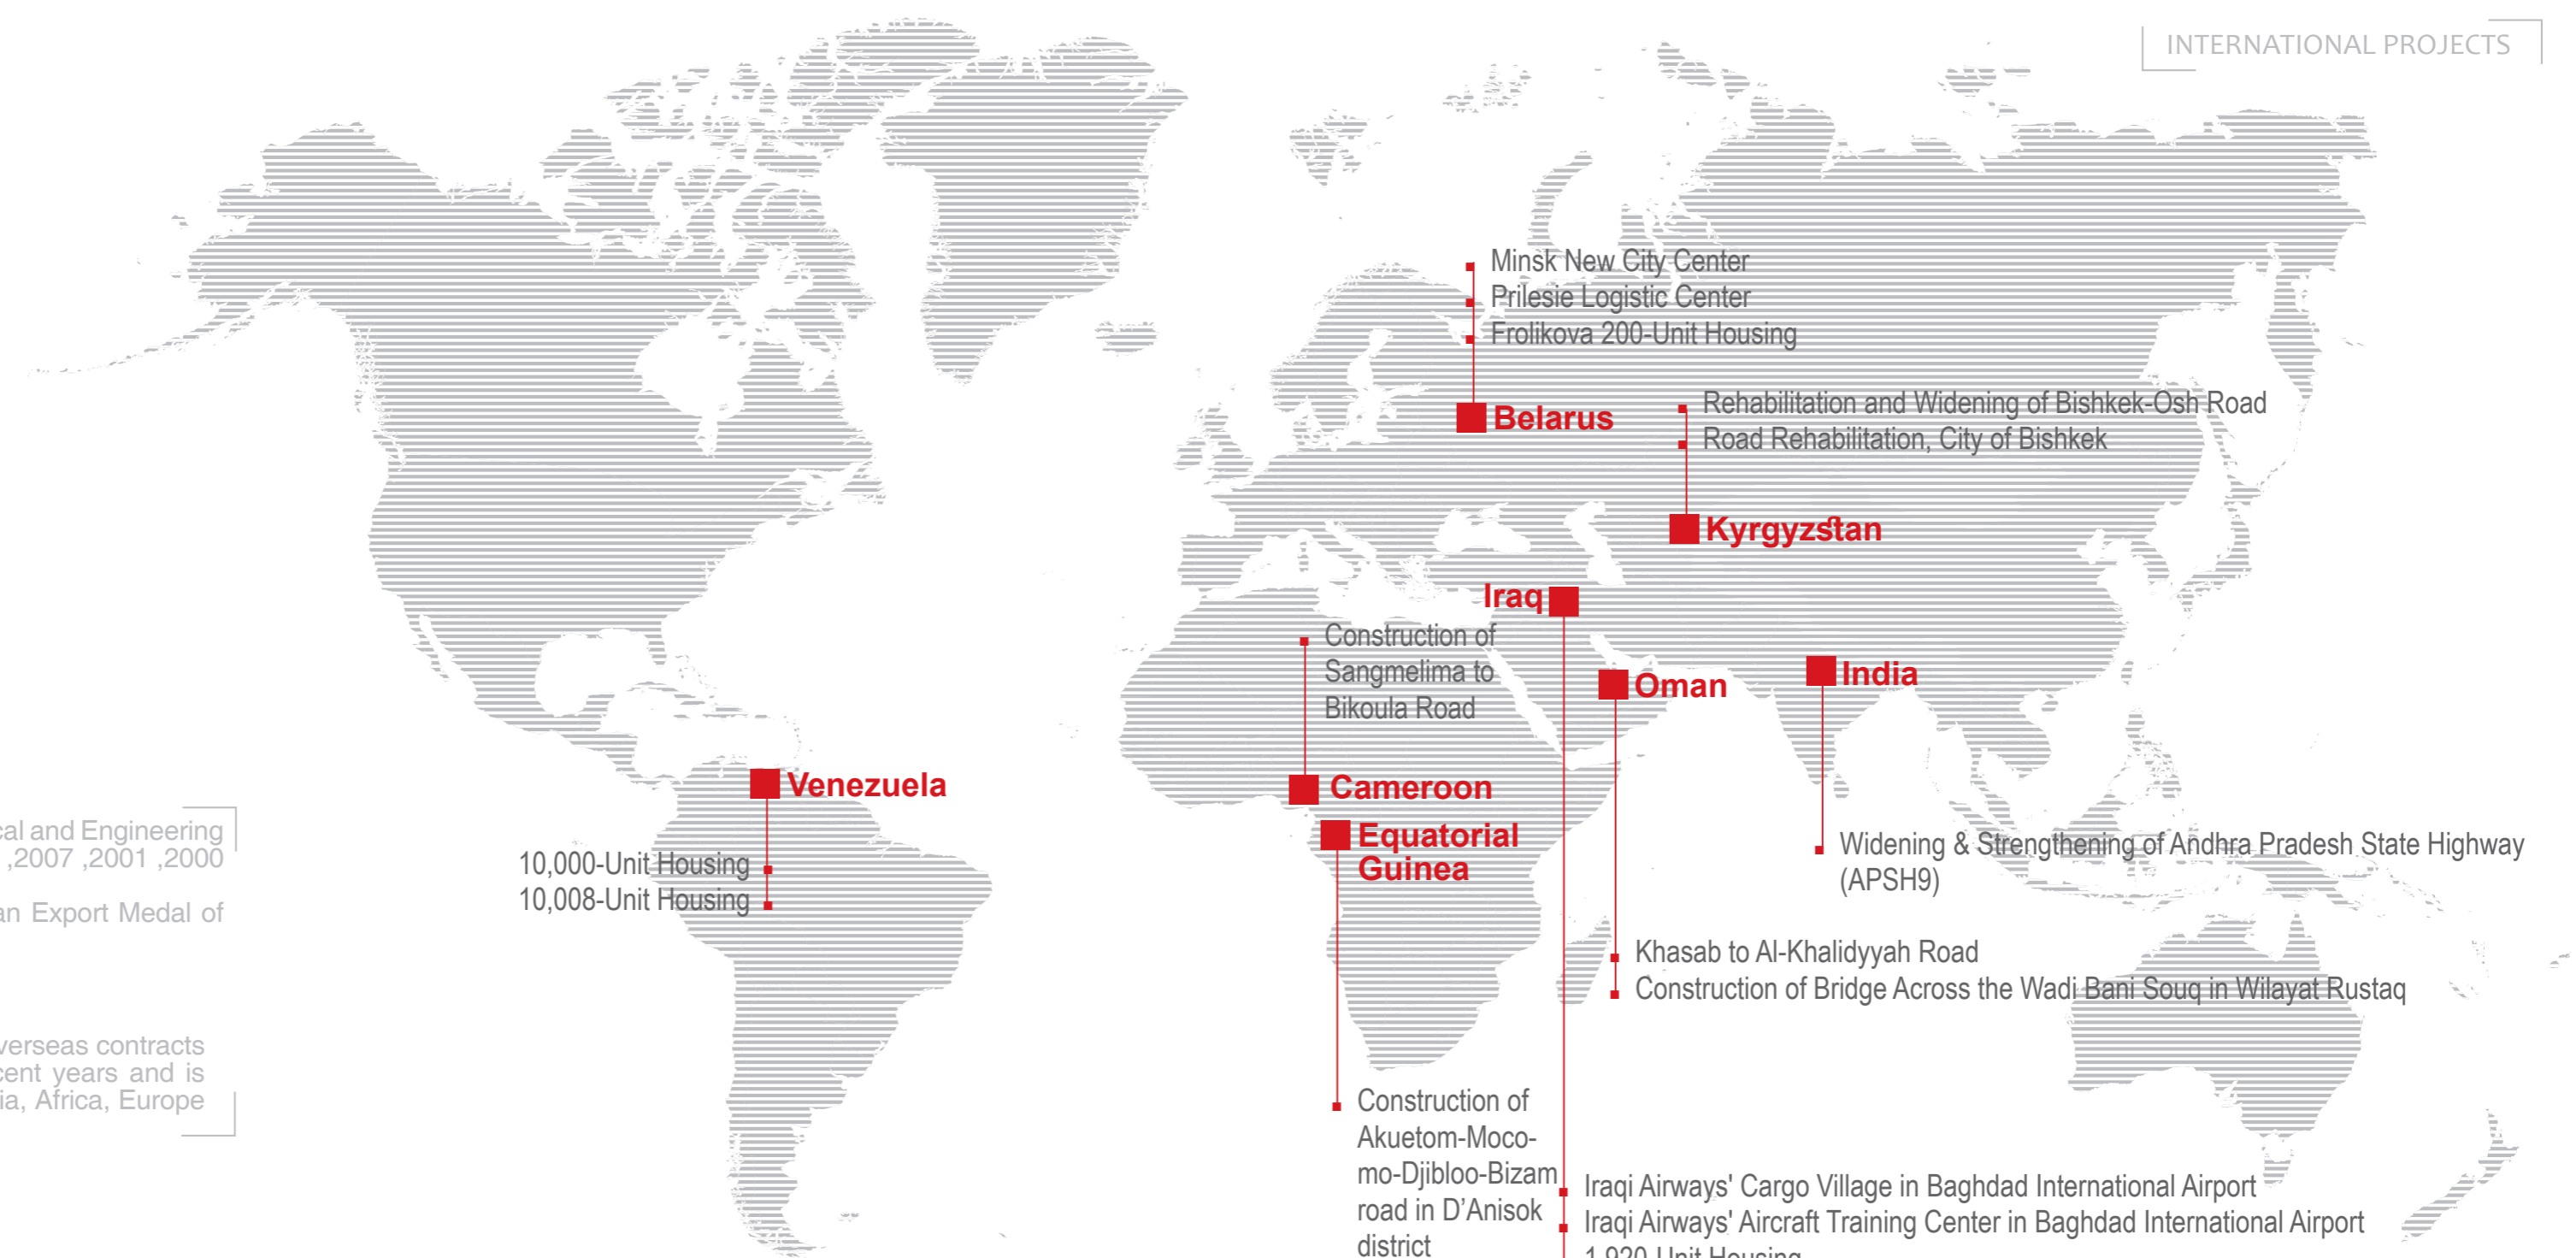 INTERNATIONAL PROJECTS
Minsk New City Center
Prilesie Logistic Center
Frolikova 200-Unit Housing
Belarus
Rehabilitation and Widening of Bishkek-Osh Road
Road Rehabilitation, City of Bishkek
Kyrgyzstan
Iraq
Construction of
Sangmelima to
Bikoula Road
Oman
India
Venezuela
10,000-Unit Housing
10,008-Unit Housing
Cameroon
Equatorial
Guinea
Widening & Strengthening of Andhra Pradesh State Highway
(APSH9)
Khasab to Al-Khalidyyah Road
Construction of Bridge Across the Wadi Bani Souq in Wilayat Rustaq
and Engineering
,2007 ,2001 ,2000
Export Medal of
contracts
years and is
Africa, Europe
Construction of
Akuetom-Moco-
mo-Djibloo-Bizam
road in D'Anisok
district
Iraqi Airways' Cargo Village in Baghdad International Airport
Iraqi Airways' Aircraft Training Center in Baghdad International Airport
1,920-Unit Housing